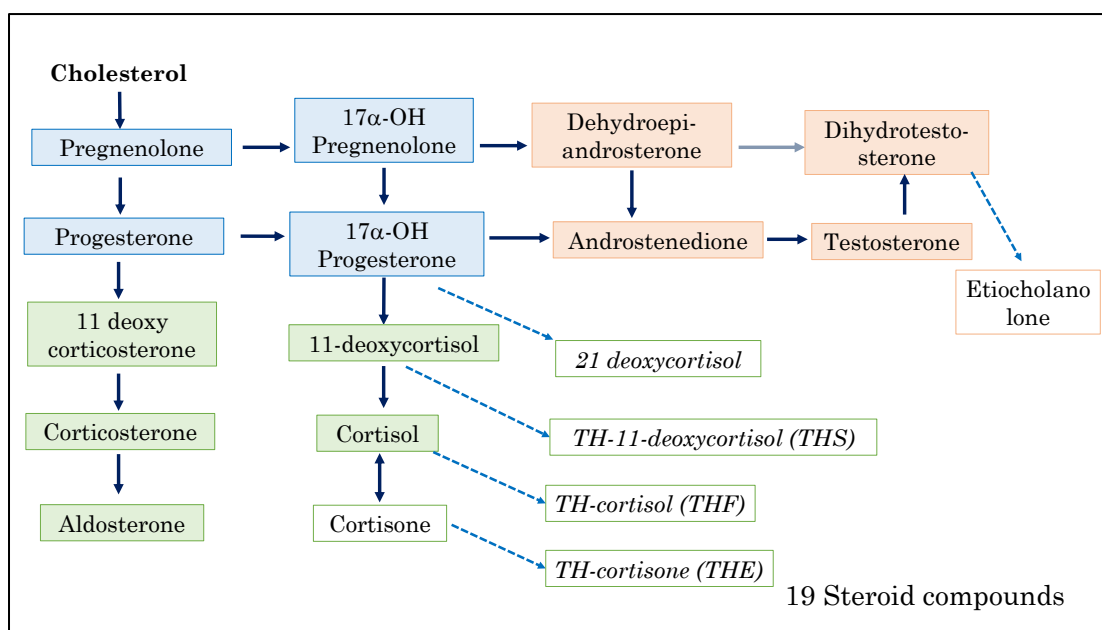 Cholesterol
Pregnenolone
17α-OH
Pregnenolone
Dehydroepi-
androsterone
Dihydrotesto-
sterone
Progesterone
17α-OH
Progesterone
Androstenedione
Testosterone
Etiocholano
lone
11 deoxy
corticosterone
11-deoxycortisol
21 deoxycortisol
Corticosterone
Cortisol
TH-11-deoxycortisol (THS)
Aldosterone
Cortisone
TH-cortisol (THF)
TH-cortisone (THE)
19 Steroid compounds